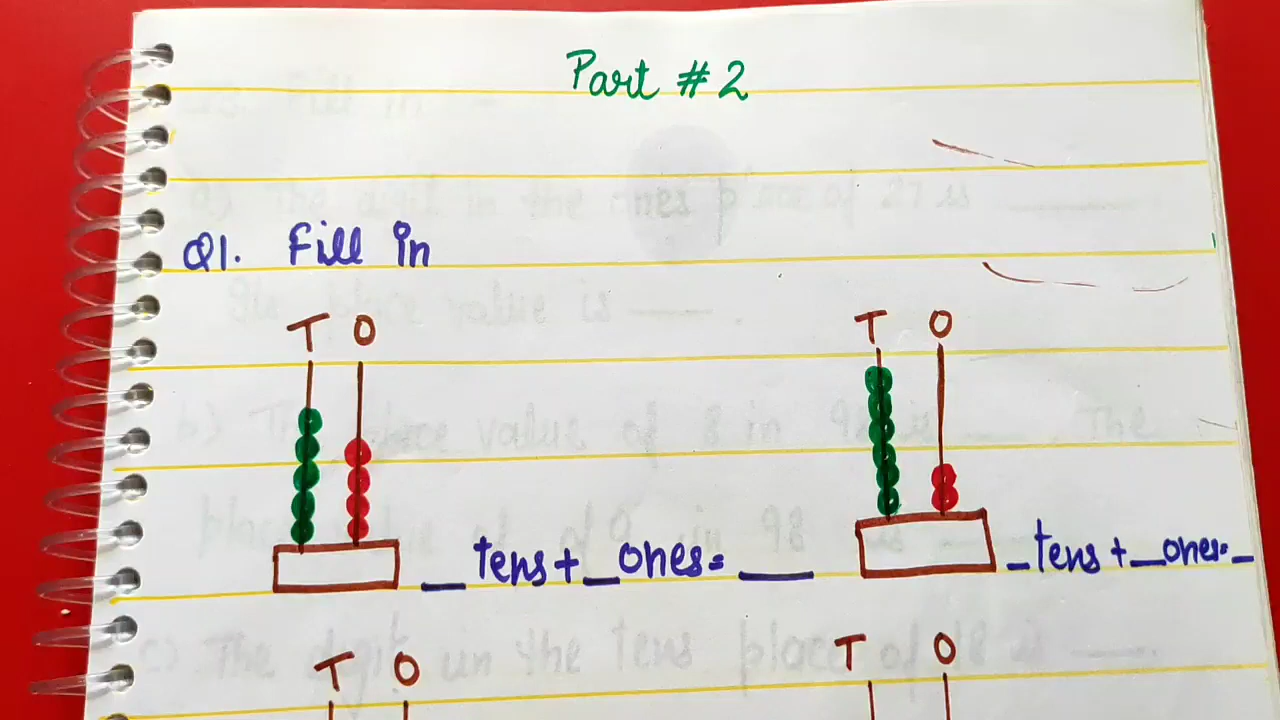 Part #2
Q1. Fill in
T O T O
__ tens + __ ones = ____ __ tens + __ ones = __
T O T O